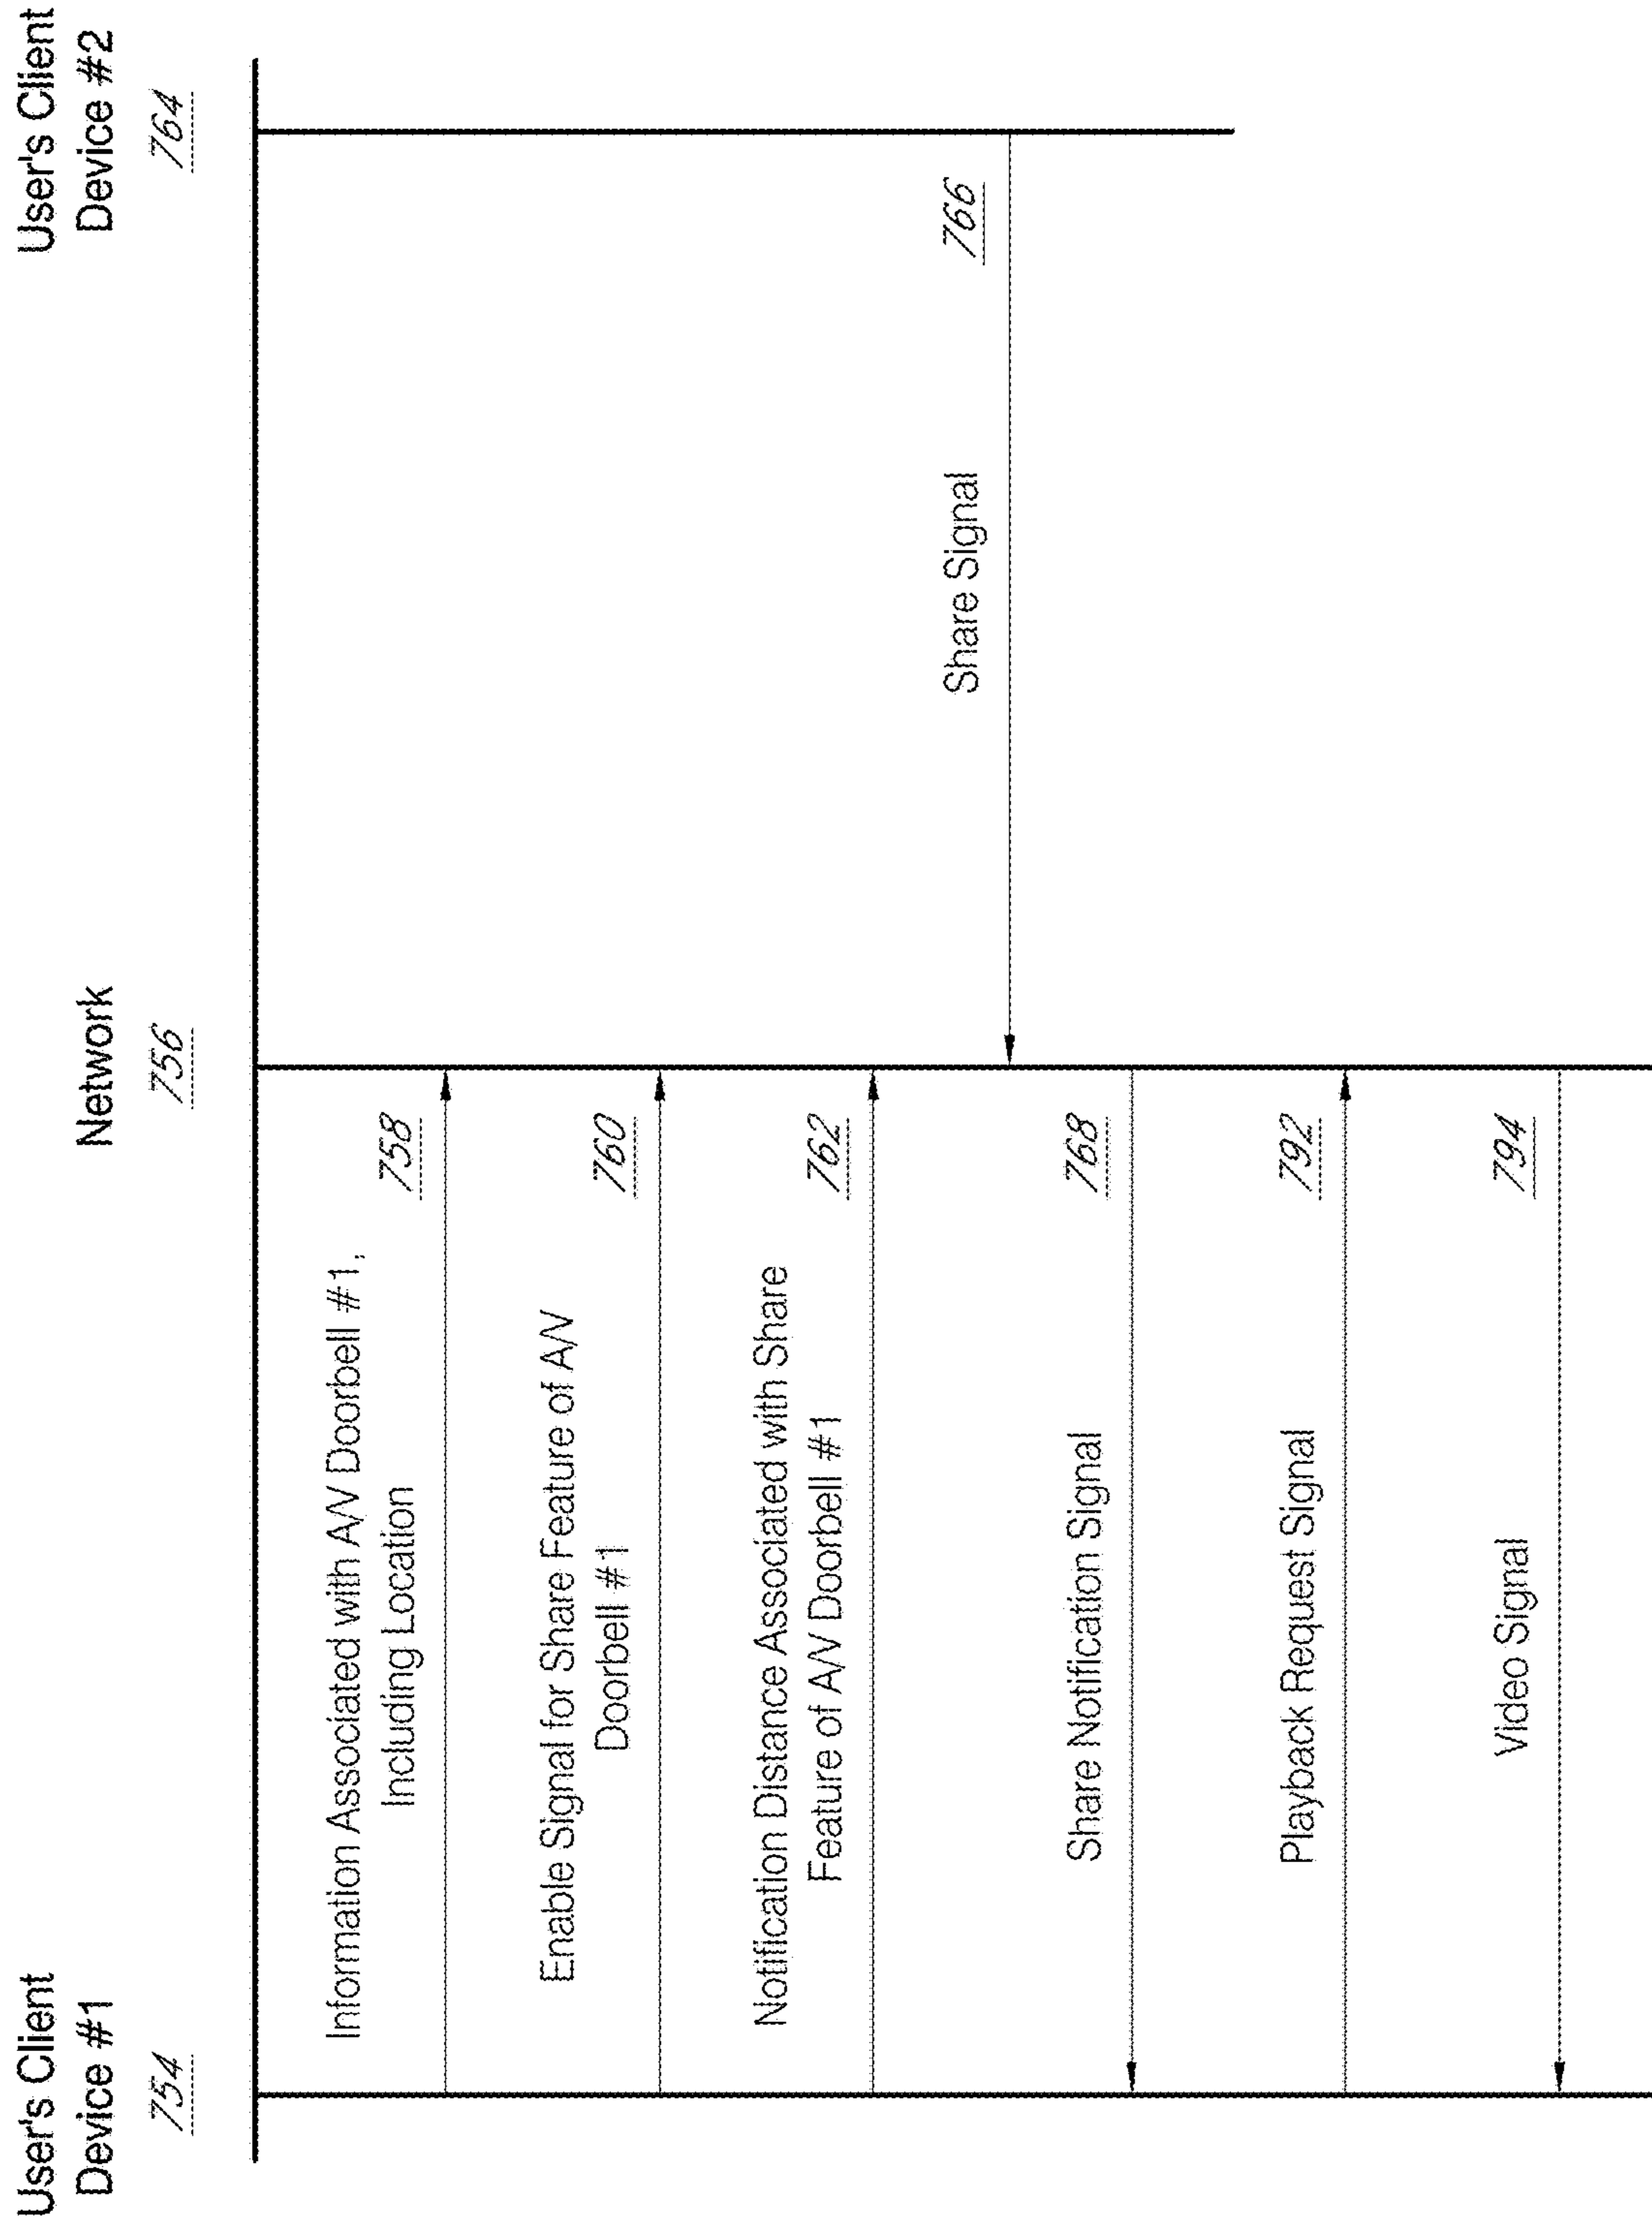 User's Client
Device #1
754
Network
756
User's Client
Device #2
764
Information Associated with A/V Doorbell #1,
Including Location
758
Enable Signal for Share Feature of A/V
Doorbell #1
760
Notification Distance Associated with Share
Feature of A/V Doorbell #1
762
Share Signal
766
Share Notification Signal
768
Playback Request Signal
792
Video Signal
794